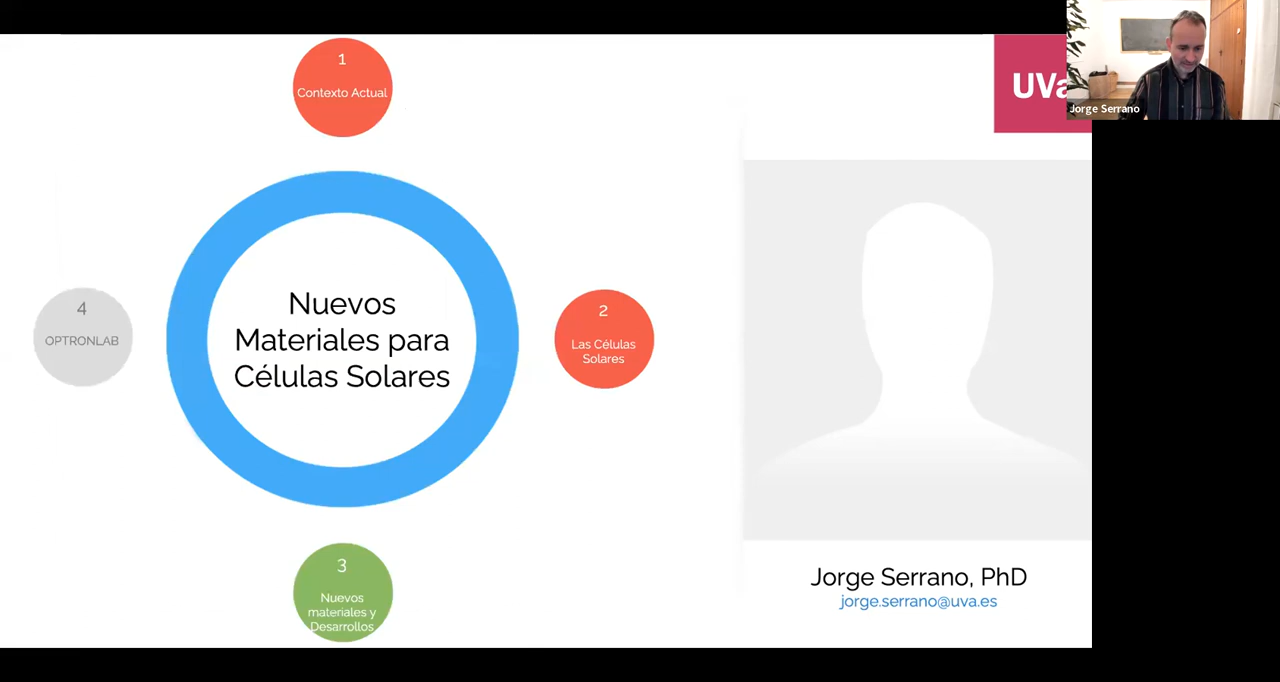 1
Contexto Actual
UVa
Jorge Serrano
4
OPTRONLAB
Nuevos
Materiales para
Células Solares
2
Las Células
Solares
3
Nuevos
materiales y
Desarrollos
Jorge Serrano, PhD
jorge.serrano@uva.es